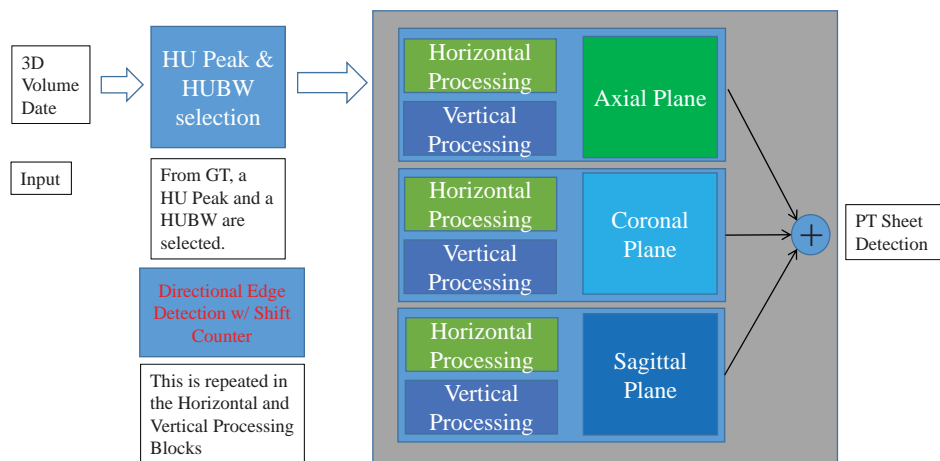 3D
Volume
Date
Input
HU Peak &
HUBW
selection
From GT, a
HU Peak and a
HUBW are
selected.
Directional Edge
Detection w/ Shift
Counter
This is repeated in
the Horizontal and
Vertical Processing
Blocks
Horizontal
Processing
Vertical
Processing
Axial Plane
Horizontal
Processing
Vertical
Processing
Coronal
Plane
Horizontal
Processing
Vertical
Processing
Sagittal
Plane
+
PT Sheet
Detection